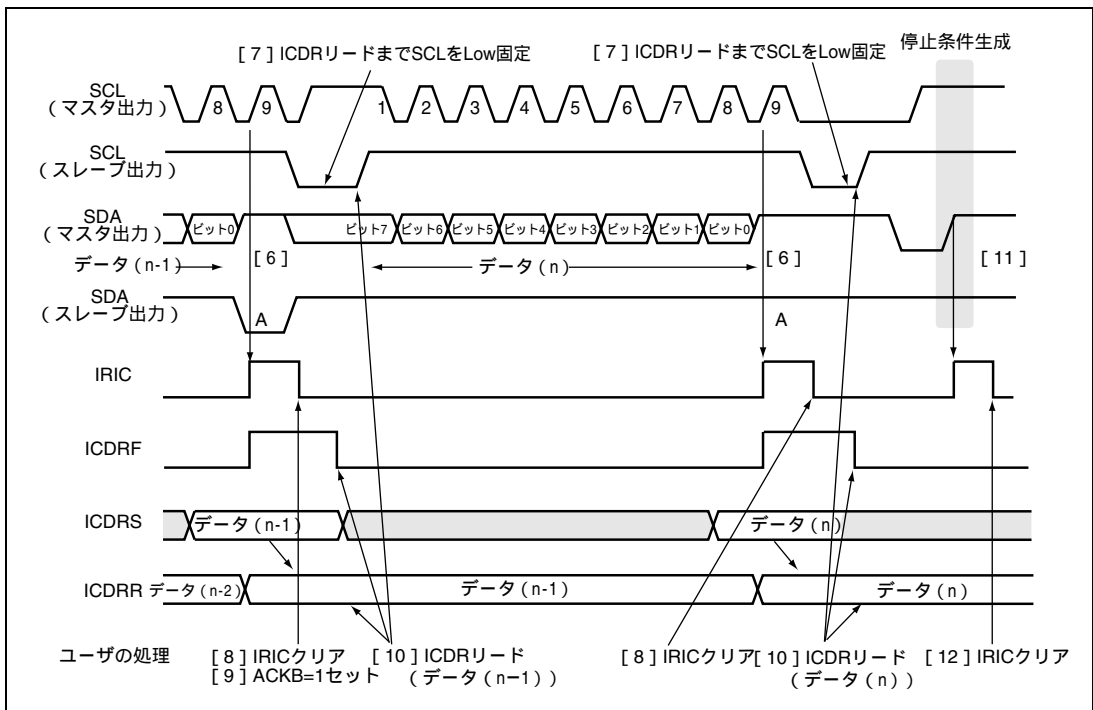 [7] ICDRリードまでSCLをLow固定
[7] ICDRリードまでSCLをLow固定
停止条件生成
SCL
(マスタ出力)
8 9 1 2 3 4 5 6 7 8 9
SCL
(スレーブ出力)
SDA
(マスタ出力)
ビット0 ビット7 ビット6 ビット5 ビット4 ビット3 ビット2 ビット1 ビット0
データ(n-1) [6] データ(n) [6] [11]
SDA
(スレーブ出力)
A A
IRIC
ICDRF
ICDRS データ(n-1) データ(n)
ICDRR データ(n-2) データ(n-1) データ(n)
ユーザの処理
[8] IRICクリア
[9] ACKB=1セット
[10] ICDRリード
(データ(n-1))
[8] IRICクリア
[10] ICDRリード
(データ(n))
[12] IRICクリア